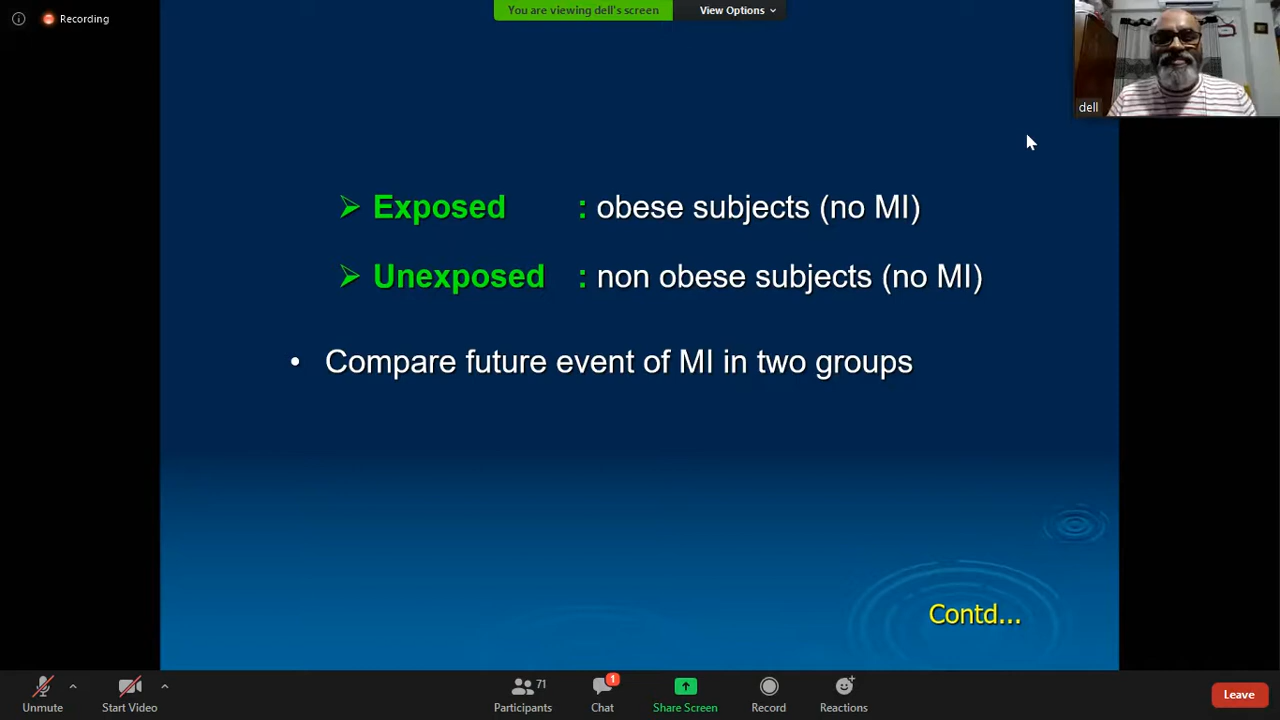 Recording
You are viewing dell's screen
View Options
dell
Exposed : obese subjects (no MI)
Unexposed : non obese subjects (no MI)
• Compare future event of MI in two groups
Contd...
Unmute
Start Video
71
Participants
1
Chat
Share Screen
Record
Reactions
Leave